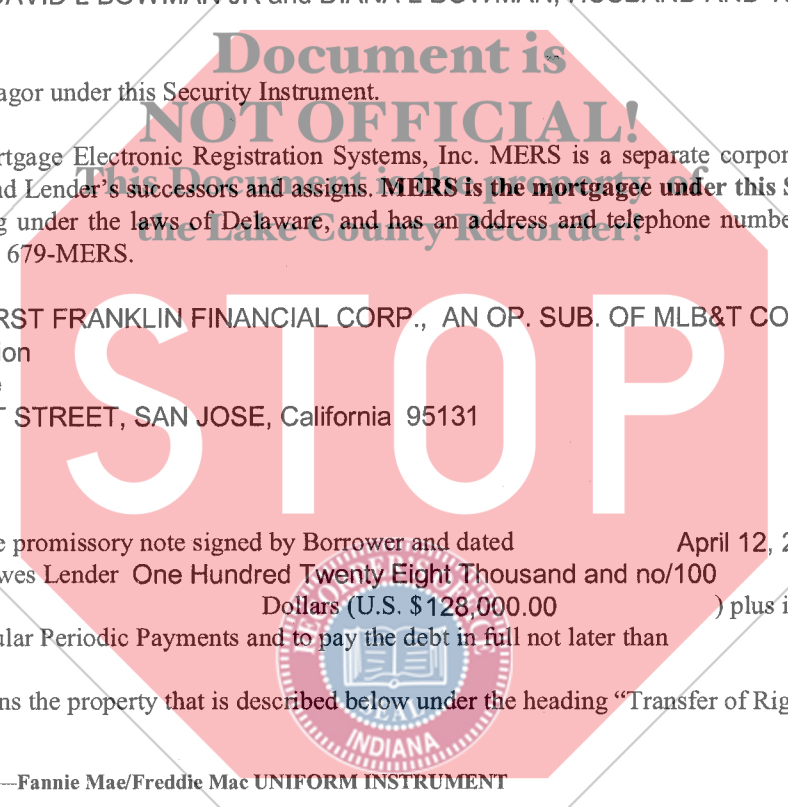 DAVID L BOWMAN JR and DIANA L BOWMAN, HUSBAND AND
Document is
agor under this Security Instrument.
NOT OFFICIAL!
rtgage Electronic Registration Systems, Inc. MERS is a separate corpor
This Document is the property of
nd Lender's successors and assigns. MERS is the mortgagee under this S
g under the laws of Delaware, and has an address and telephone numbe
the Lake County Recorder!
679-MERS.
RST FRANKLIN FINANCIAL CORP., AN OP. SUB. OF MLB&T CO
ion
e
STOP
T STREET, SAN JOSE, California 95131
e promissory note signed by Borrower and dated April 12, 2
wes Lender One Hundred Twenty Eight Thousand and no/100
Dollars (U.S. $128,000.00 ) plus i
ular Periodic Payments and to pay the debt in full not later than
ns the property that is described below under the heading “Transfer of Rig
SEAL
INDIANA
—Fannie Mae/Freddie Mac UNIFORM INSTRUMENT